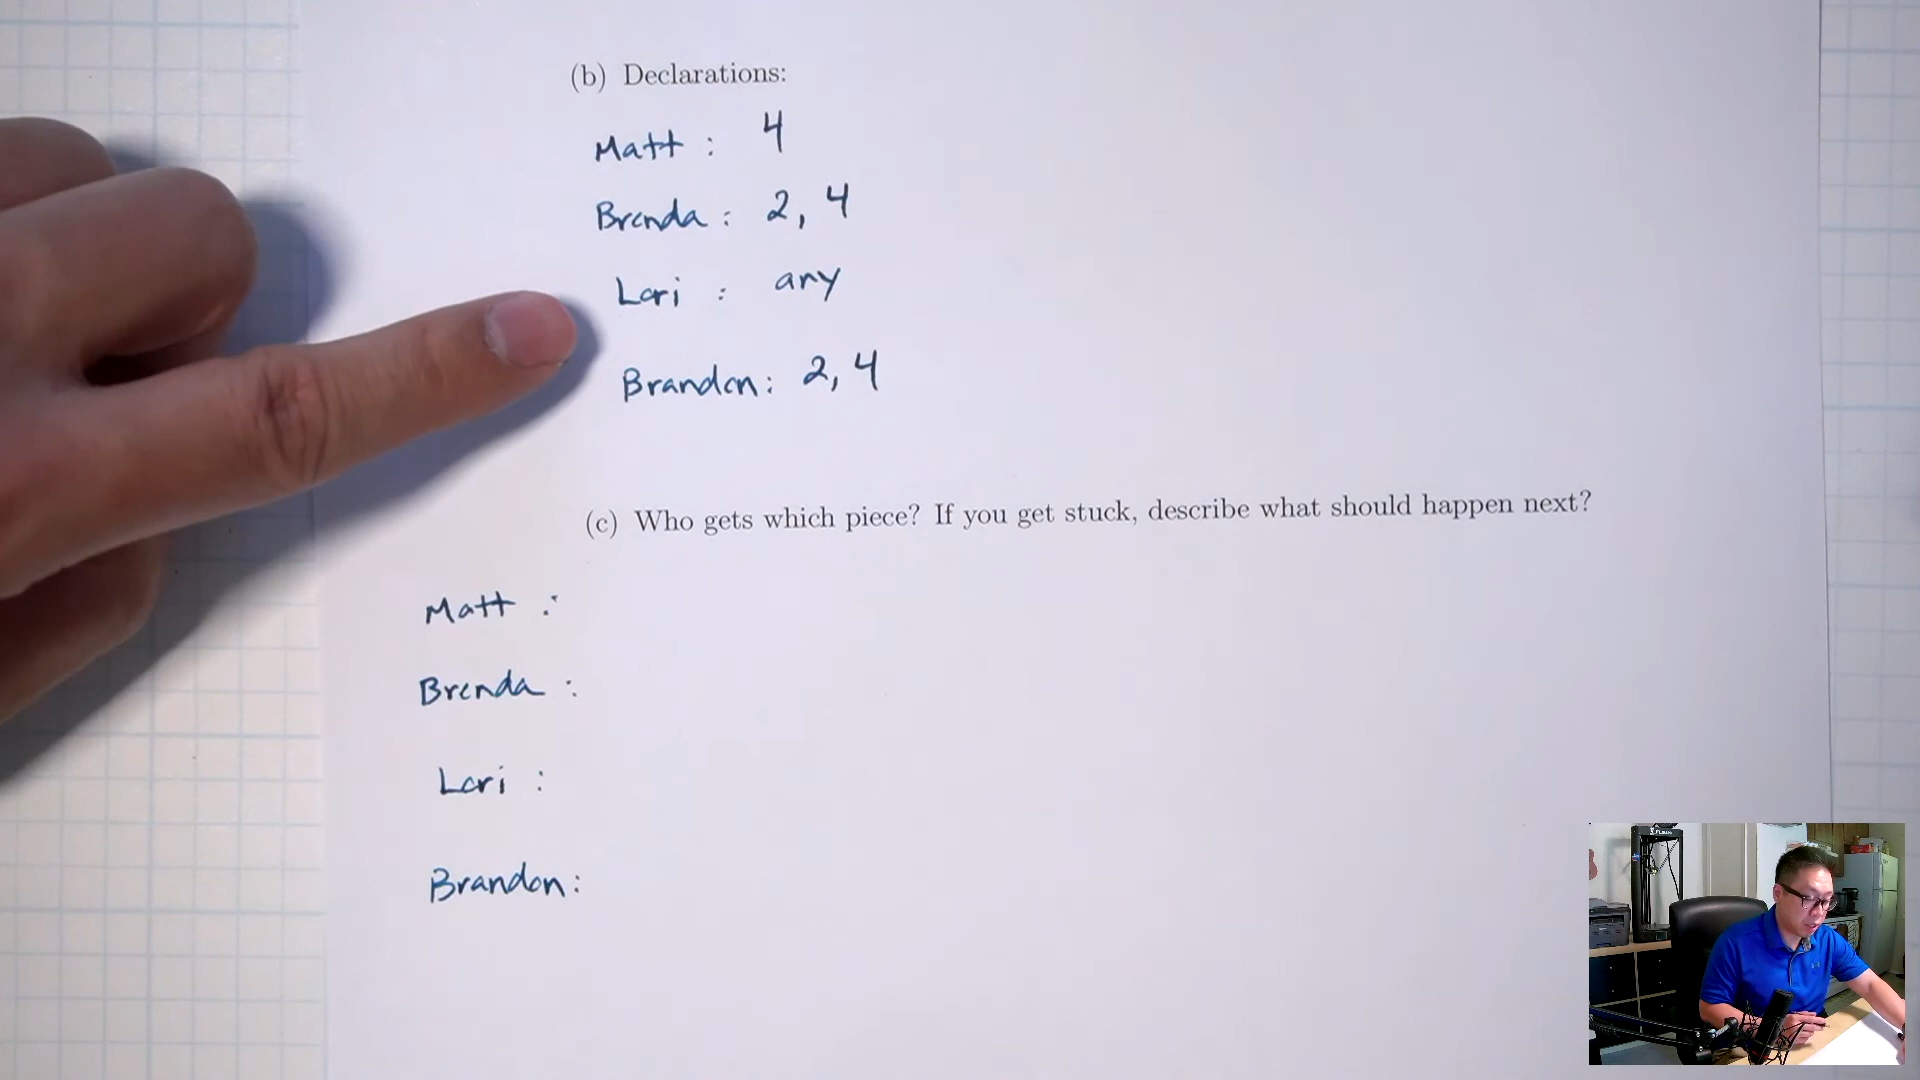 (b) Declarations:
Matt : 4
Brenda : 2, 4
Lori : any
Brandon : 2, 4
(c) Who gets which piece? If you get stuck, describe what should happen next?
Matt :
Brenda :
Lori :
Brandon :